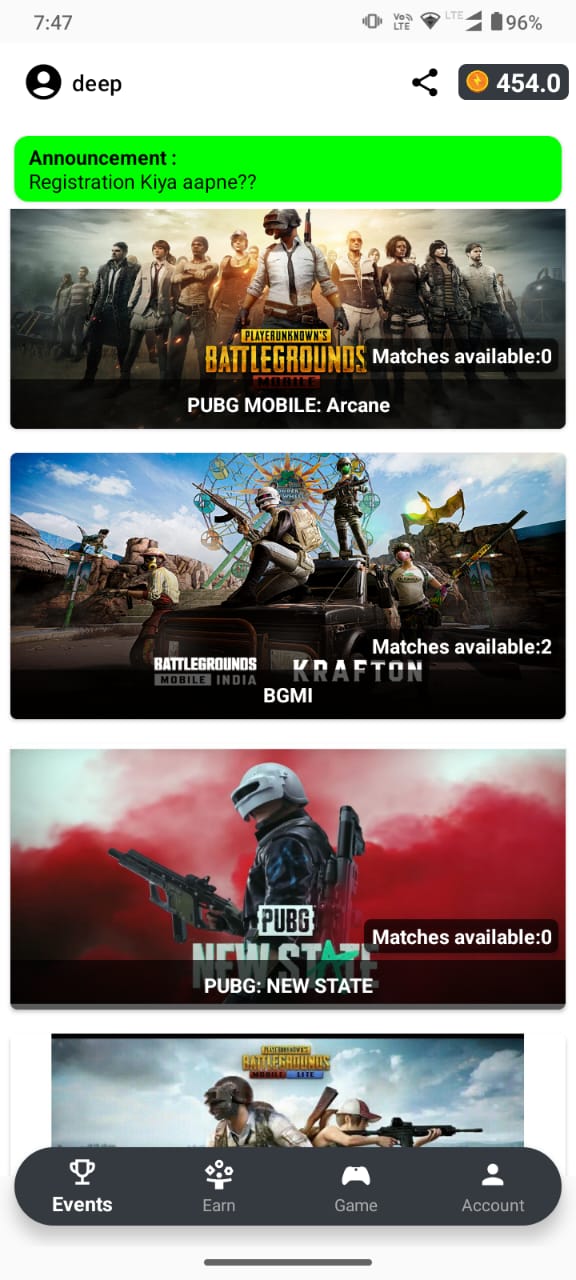 7:47
Vo))
LTE
LTE
96%
deep
454.0
Announcement :
Registration Kiya aapne??
PLAYERUNKNOWN'S
BATTLEGROUNDS
MOBILE
Matches available:0
PUBG MOBILE: Arcane
BATTLEGROUNDS
MOBILE INDIA
KRAFTON
Matches available:2
BGMI
PUBG
NEW STATE
Matches available:0
PUBG: NEW STATE
PLAYERUNKNOWN'S
BATTLEGROUNDS
MOBILE LITE
Events
Earn
Game
Account